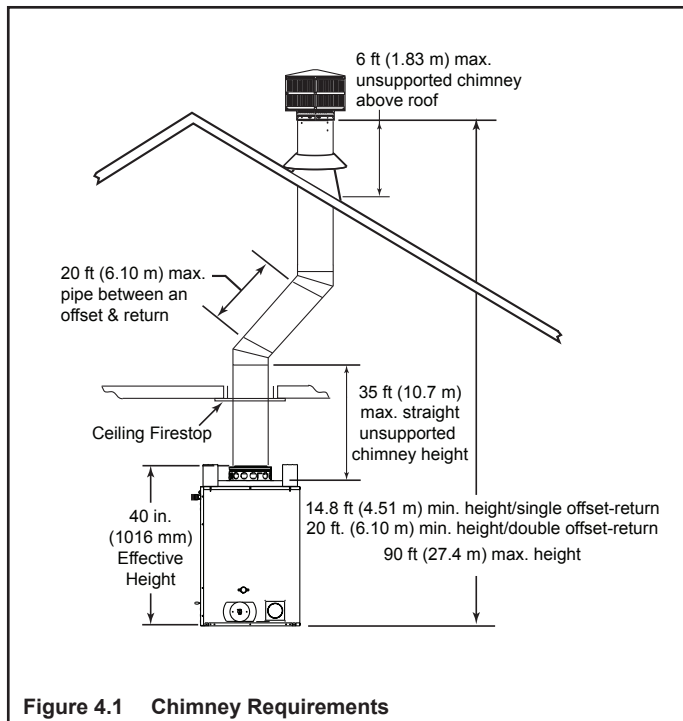 6 ft (1.83 m) max.
unsupported chimney
above roof
20 ft (6.10 m) max.
pipe between an
offset & return
35 ft (10.7 m)
max. straight
unsupported
chimney height
Ceiling Firestop
40 in.
(1016 mm)
Effective
Height
14.8 ft (4.51 m) min. height/single offset-return
20 ft. (6.10 m) min. height/double offset-return
90 ft (27.4 m) max. height
Figure 4.1 Chimney Requirements